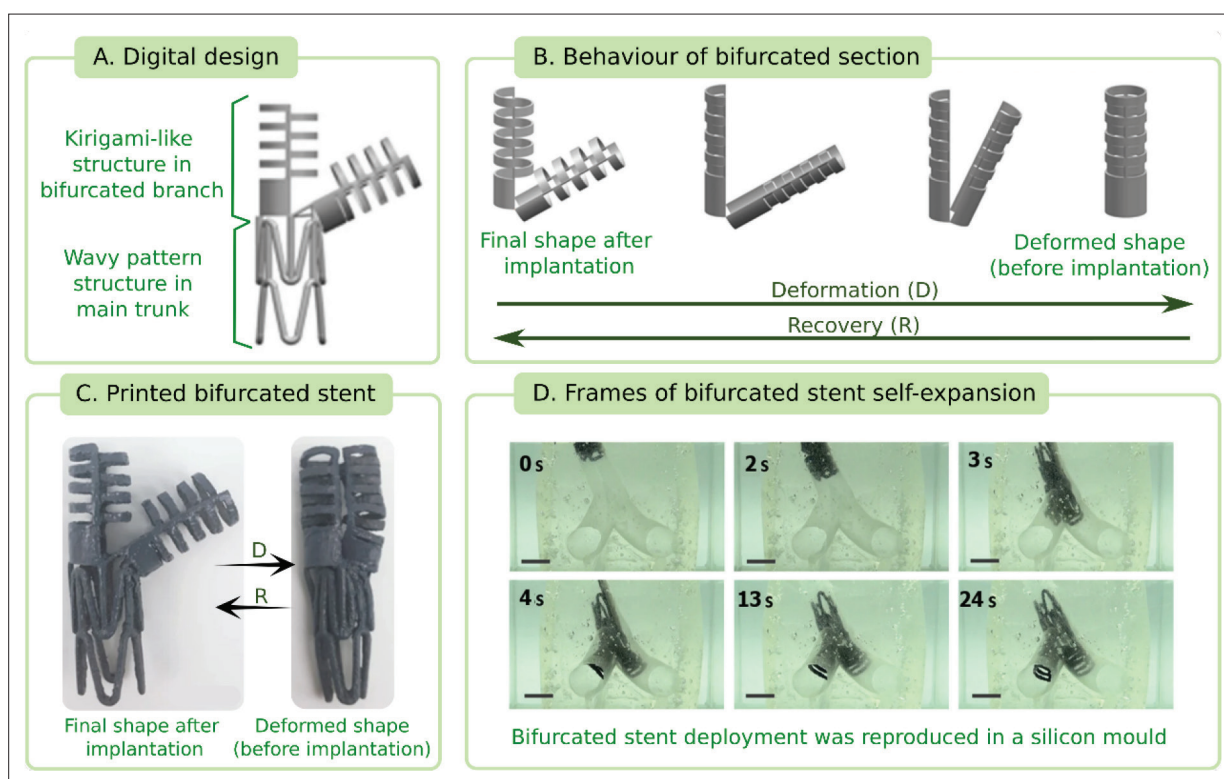 A. Digital design
Kirigami-like
structure in
bifurcated branch
Wavy pattern
structure in
main trunk
B. Behaviour of bifurcated section
Final shape after
implantation
Deformed shape
(before implantation)
Deformation (D)
Recovery (R)
C. Printed bifurcated stent
D
R
Final shape after
implantation
Deformed shape
(before implantation)
D. Frames of bifurcated stent self-expansion
0 s
2 s
3 s
4 s
13 s
24 s
Bifurcated stent deployment was reproduced in a silicon mould